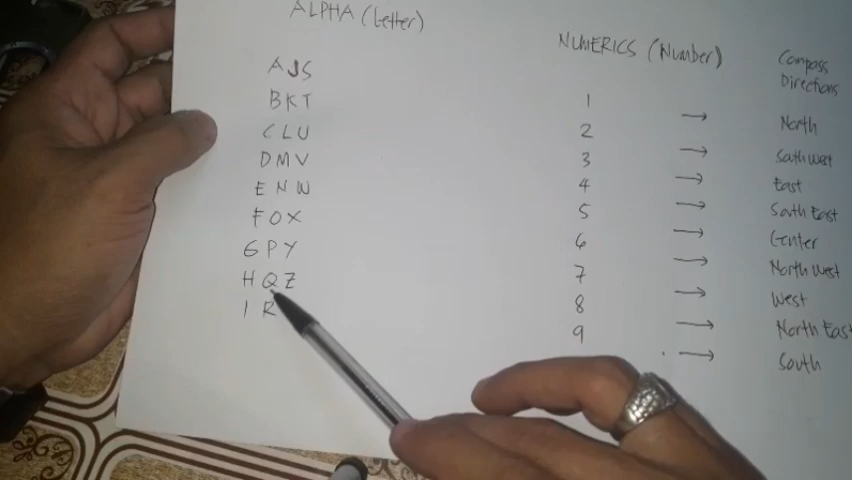 ALPHA (Letter)
NUMERICS (Number)
Compass
Directions
AJS
BKT
CLU
DMV
ENW
FOX
GPY
HQZ
IR
1 → North
2 → South West
3 → East
4 → South East
5 → Center
6 → North West
7 → West
8 → North East
9 → South